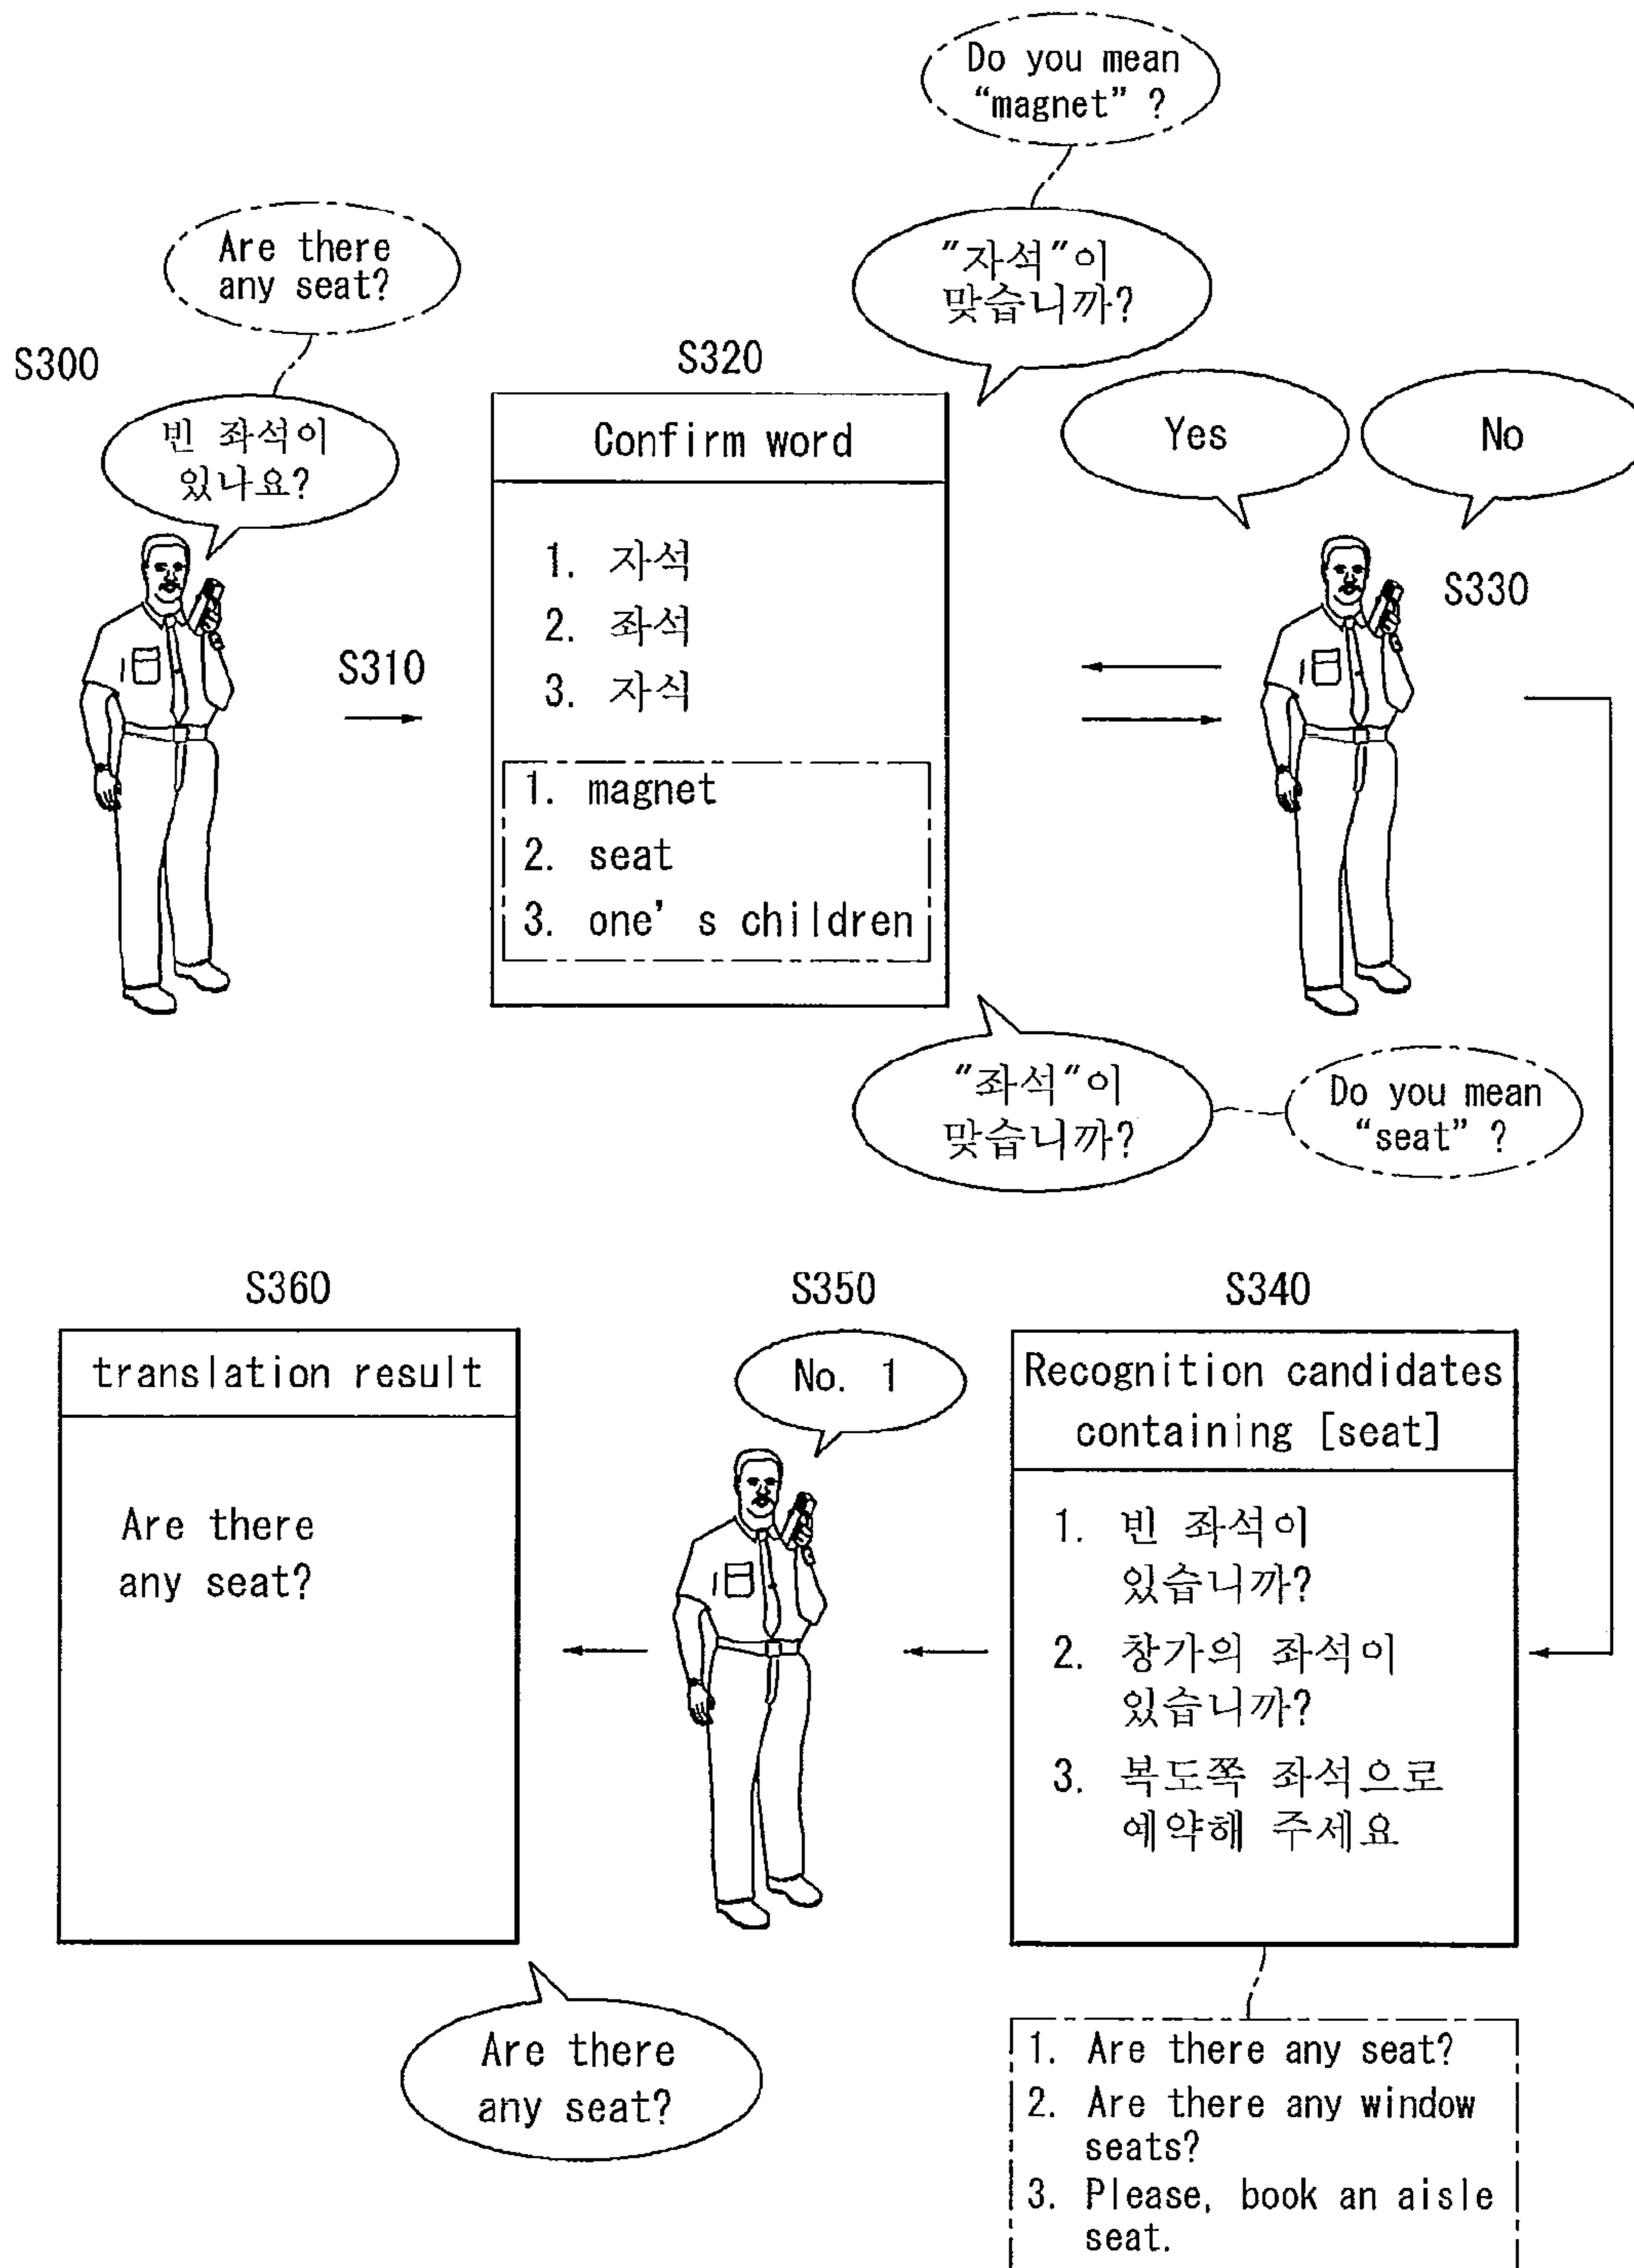 Do you mean
“magnet” ?
Are there
any seat?
"자석"이
맞습니까?
S300
S320
빈 좌석이
있나요?
Confirm word
Yes
No
S330
1. 자석
2. 좌석
3. 자식
S310
1. magnet
2. seat
3. one’ s children
"좌석"이
맞습니까?
Do you mean
“seat” ?
S360
S350
S340
translation result
Are there
any seat?
No. 1
Recognition candidates
containing [seat]
1. 빈 좌석이
있습니까?
2. 창가의 좌석이
있습니까?
3. 복도쪽 좌석으로
예약해 주세요
Are there
any seat?
1. Are there any seat?
2. Are there any window
seats?
3. Please, book an aisle
seat.